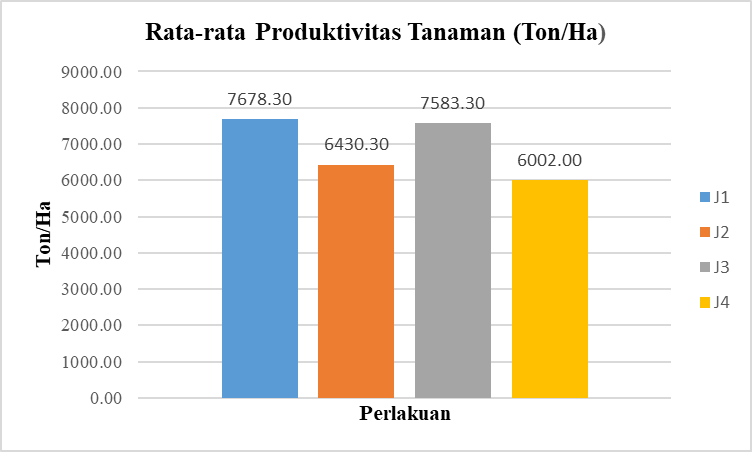 Rata-rata Produktivitas Tanaman (Ton/Ha)
9000.00
8000.00
7000.00
6000.00
5000.00
4000.00
3000.00
2000.00
1000.00
0.00
Ton/Ha
7678.30
6430.30
7583.30
6002.00
Perlakuan
J1
J2
J3
J4